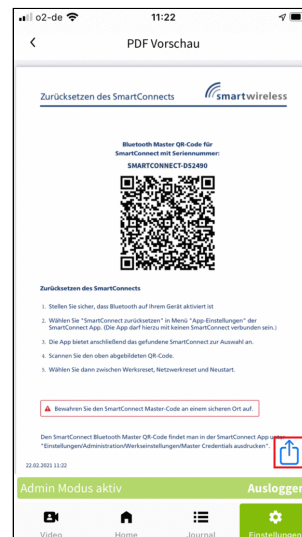 o2-de
11:22
PDF Vorschau
Zurücksetzen des SmartConnects
smartwireless
Bluetooth Master QR-Code für
SmartConnect mit Seriennummer:
SMARTCONNECT-D52490
Zurücksetzen des SmartConnects
1. Stellen Sie sicher, dass Bluetooth auf Ihrem Gerät aktiviert ist
2. Wählen Sie "SmartConnect zurücksetzen" in Menü "App-Einstellungen" der
SmartConnect App. (Die App darf hierzu mit keinen SmartConnect verbunden sein.)
3. Die App bietet anschließend das gefundene SmartConnect zur Auswahl an.
4. Scannen Sie den oben abgebildeten QR-Code.
5. Wählen Sie dann zwischen Werksreset, Netzwerkreset und Neustart.
Bewahren Sie den SmartConnect Master-Code an einem sicheren Ort auf.
Den SmartConnect Bluetooth Master QR-Code findet man in der SmartConnect App unter
"Einstellungen/Administration/Werkseinstellungen/Master Credentials ausdrucken".
22.02.2021 11:22
Admin Modus aktiv
Ausloggen
Video
Home
Journal
Einstellungen